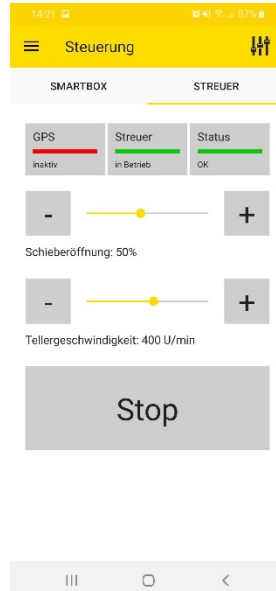 14:21 87%
Steuerung
SMARTBOX STREUER
GPS Streuer Status
inaktiv in Betrieb OK
- +
Schieberöffnung: 50%
- +
Tellergeschwindigkeit: 400 U/min
Stop